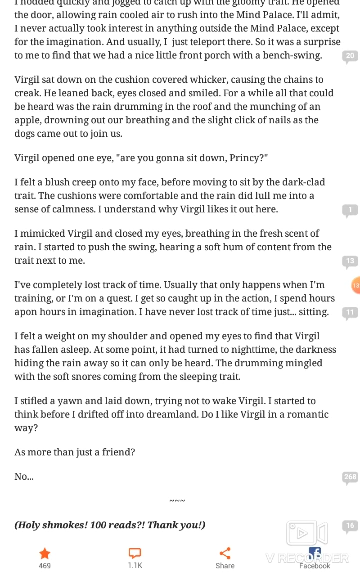 I nodded quickly and jogged to catch up with the gloomy trait. He opened
the door, allowing rain cooled air to rush into the Mind Palace. I'll admit,
I never actually took interest in anything outside the Mind Palace, except
for the imagination. And usually, I  just teleport there. So it was a surprise
to me to find that we had a nice little front porch with a bench-swing.
20
Virgil sat down on the cushion covered whicker, causing the chains to
creak. He leaned back, eyes closed and smiled. For a while all that could
be heard was the rain drumming in the roof and the munching of an
apple, drowning out our breathing and the slight click of nails as the
dogs came out to join us.
Virgil opened one eye, "are you gonna sit down, Princy?"
I felt a blush creep onto my face, before moving to sit by the dark-clad
trait. The cushions were comfortable and the rain did lull me into a
sense of calmness. I understand why Virgil likes it out here.
1
I mimicked Virgil and closed my eyes, breathing in the fresh scent of
rain. I started to push the swing, hearing a soft hum of content from the
trait next to me.
13
I've completely lost track of time. Usually that only happens when I'm
training, or I'm on a quest. I get so caught up in the action, I spend hours
apon hours in imagination. I have never lost track of time just... sitting.
11
I felt a weight on my shoulder and opened my eyes to find that Virgil
has fallen asleep. At some point, it had turned to nighttime, the darkness
hiding the rain away so it can only be heard. The drumming mingled
with the soft snores coming from the sleeping trait.
I stifled a yawn and laid down, trying not to wake Virgil. I started to
think before I drifted off into dreamland. Do I like Virgil in a romantic
way?
As more than just a friend?
No...
268
~~~
(Holy shmokes! 100 reads?! Thank you!)
16
469
1.1K
Share
Facebook
V RECORDER